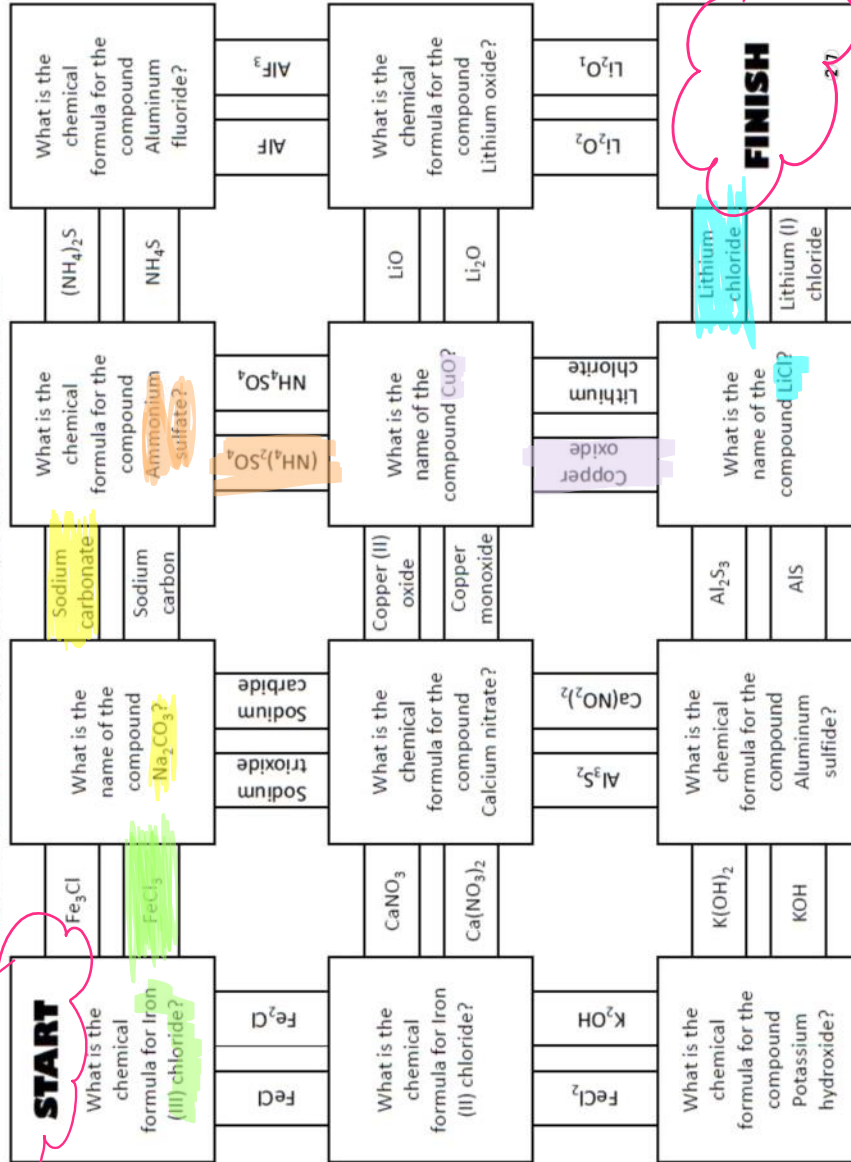 START
What is the
chemical
formula for Iron
(III) chloride?
Fe₃Cl
FeCl₃
What is the
name of the
compound
Na₂CO₃?
Sodium
carbonate
Sodium
carbon
What is the
chemical
formula for the
compound
Ammonium
sulfate?
(NH₄)₂S
NH₄S
What is the
chemical
formula for the
compound
Aluminum
fluoride?
FeCl
Fe₂Cl
Sodium
trioxide
Sodium
carbide
(NH₄)₂SO₄
NH₄SO₄
AlF
AlF₃
What is the
chemical
formula for Iron
(II) chloride?
CaNO₃
Ca(NO₃)₂
What is the
chemical
formula for the
compound
Calcium nitrate?
Copper (II)
oxide
Copper
monoxide
What is the
name of the
compound CuO?
LiO
Li₂O
What is the
chemical
formula for the
compound
Lithium oxide?
FeCl₂
K₂OH
Al₃S₂
Ca(NO₂)₂
Copper
oxide
Lithium
chlorite
Li₂O₂
Li₂O₁
What is the
chemical
formula for the
compound
Potassium
hydroxide?
K(OH)₂
KOH
What is the
chemical
formula for the
compound
Aluminum
sulfide?
Al₂S₃
AlS
What is the
name of the
compound LiCl?
Lithium
chloride
Lithium (I)
chloride
FINISH